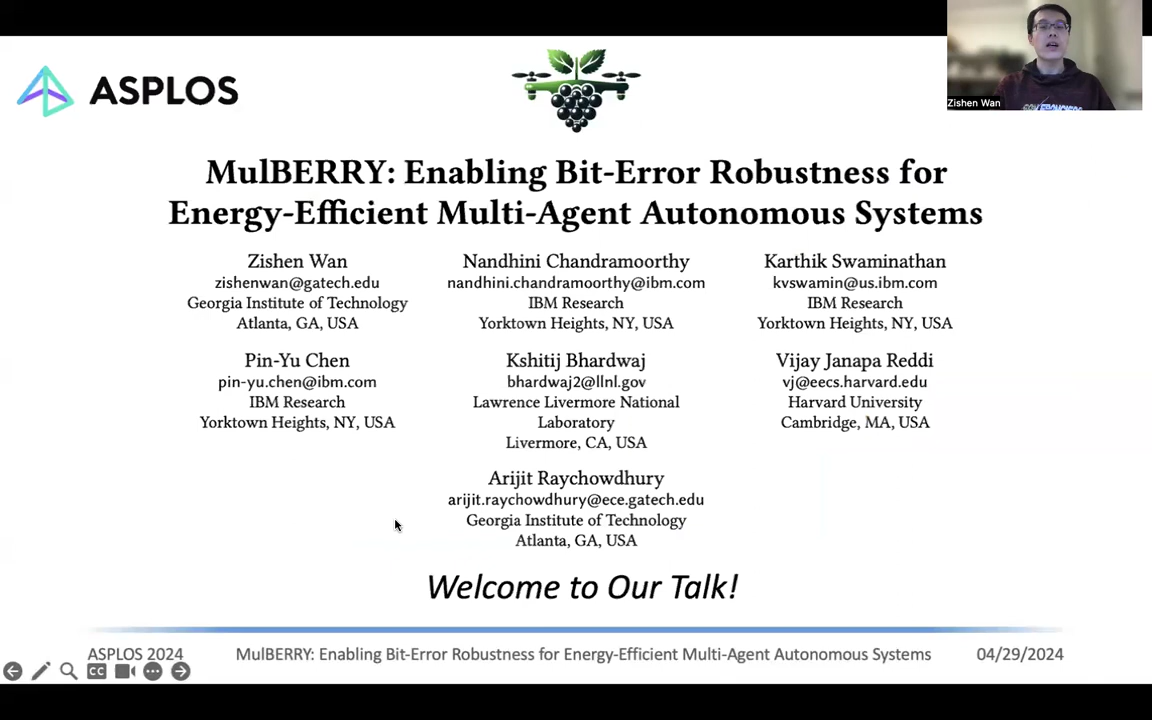 ASPLOS
Zishen Wan
MulBERRY: Enabling Bit-Error Robustness for
Energy-Efficient Multi-Agent Autonomous Systems
Zishen Wan
zishenwan@gatech.edu
Georgia Institute of Technology
Atlanta, GA, USA
Nandhini Chandramoorthy
nandhini.chandramoorthy@ibm.com
IBM Research
Yorktown Heights, NY, USA
Karthik Swaminathan
kvswamin@us.ibm.com
IBM Research
Yorktown Heights, NY, USA
Pin-Yu Chen
pin-yu.chen@ibm.com
IBM Research
Yorktown Heights, NY, USA
Kshitij Bhardwaj
bhardwaj2@llnl.gov
Lawrence Livermore National
Laboratory
Livermore, CA, USA
Vijay Janapa Reddi
vj@eecs.harvard.edu
Harvard University
Cambridge, MA, USA
Arijit Raychowdhury
arijit.raychowdhury@ece.gatech.edu
Georgia Institute of Technology
Atlanta, GA, USA
Welcome to Our Talk!
ASPLOS 2024
MulBERRY: Enabling Bit-Error Robustness for Energy-Efficient Multi-Agent Autonomous Systems
04/29/2024
CC